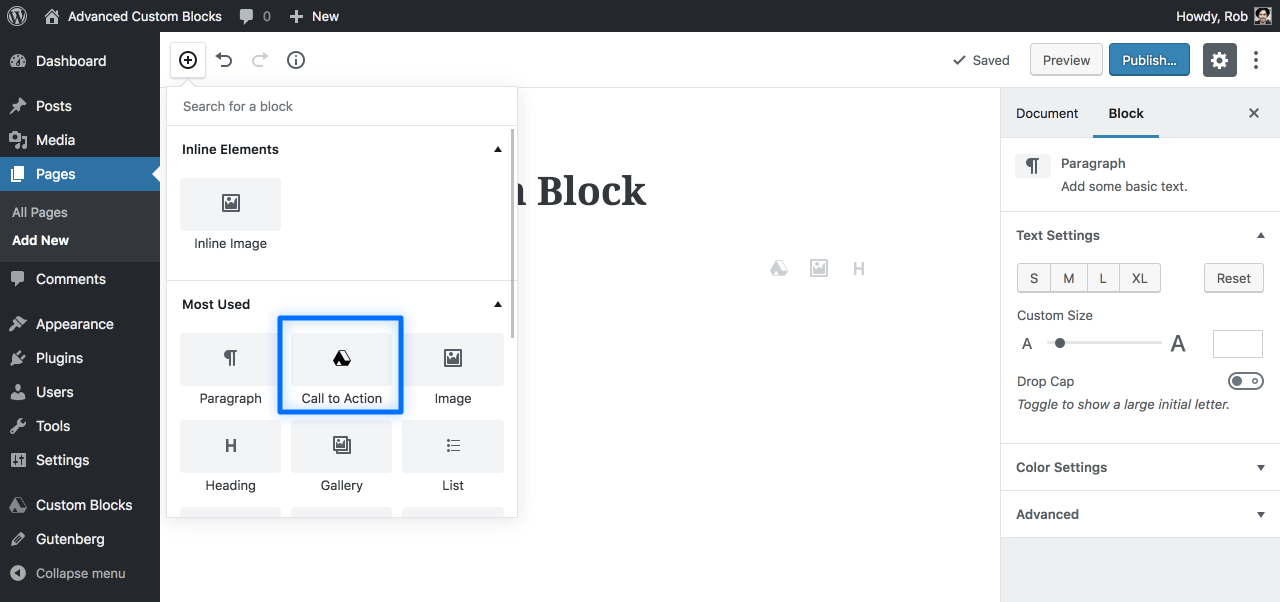 Advanced Custom Blocks 0 New Howdy, Rob
Dashboard
Posts
Media
Pages
All Pages
Add New
Comments
Appearance
Plugins
Users
Tools
Settings
Custom Blocks
Gutenberg
Collapse menu
Saved Preview Publish...
Search for a block
Inline Elements
Inline Image
Most Used
Paragraph Call to Action Image
H
Heading Gallery List
Block
H
Document Block
Paragraph
Add some basic text.
Text Settings
S M L XL Reset
Custom Size
A A
Drop Cap
Toggle to show a large initial letter.
Color Settings
Advanced